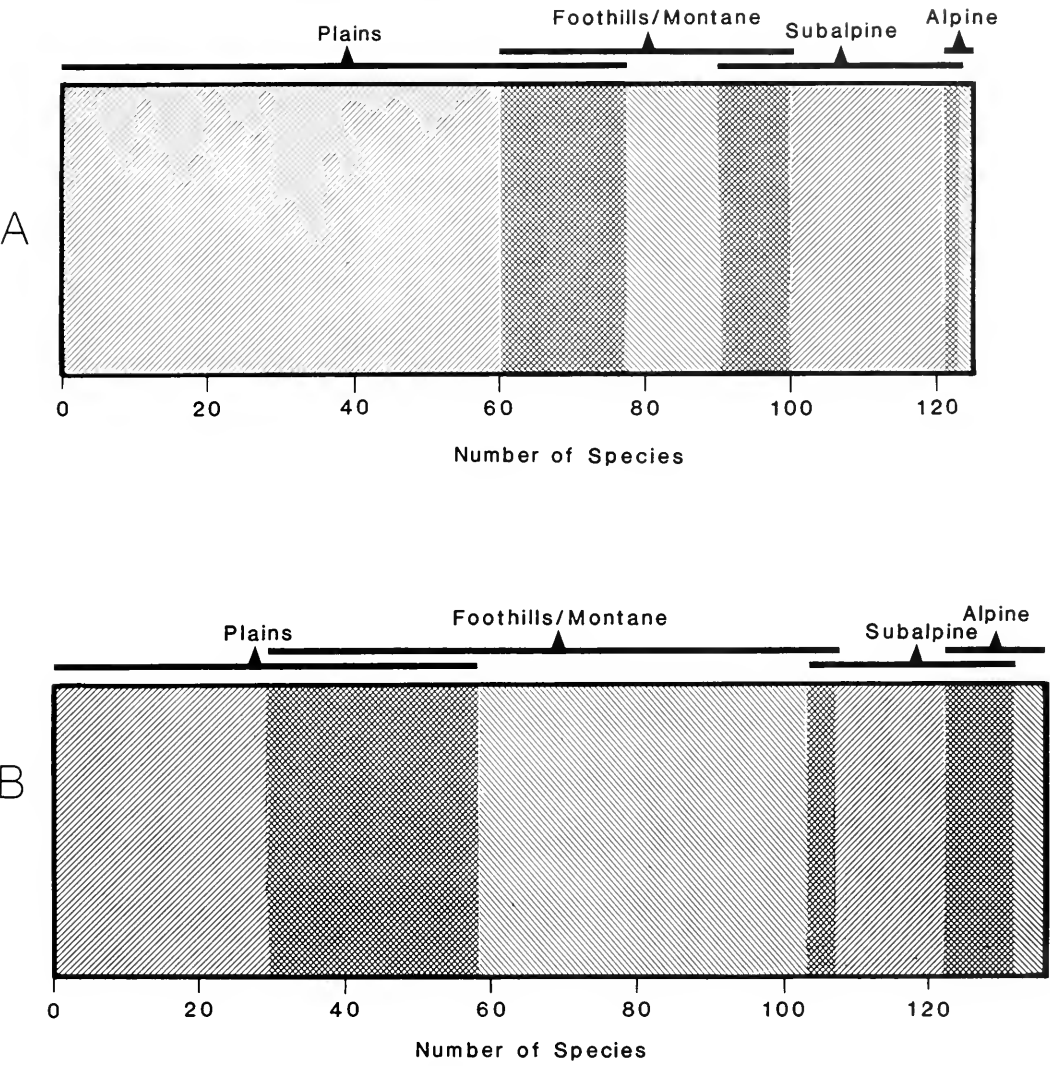 Alpine
Foothills/Montane
Subalpine
Plains
A
0 20 40 60 80 100 120
Number of Species
Alpine
Foothills/Montane
Subalpine
Plains
B
0 20 40 60 80 100 120
Number of Species